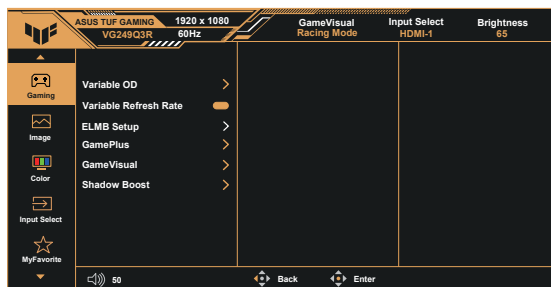 ASUS TUF GAMING 1920 x 1080
VG249Q3R 60Hz
GameVisual
Racing Mode
Input Select
HDMI-1
Brightness
65
Gaming
Image
Color
Input Select
MyFavorite
Variable OD
Variable Refresh Rate
ELMB Setup
GamePlus
GameVisual
Shadow Boost
50
Back
Enter